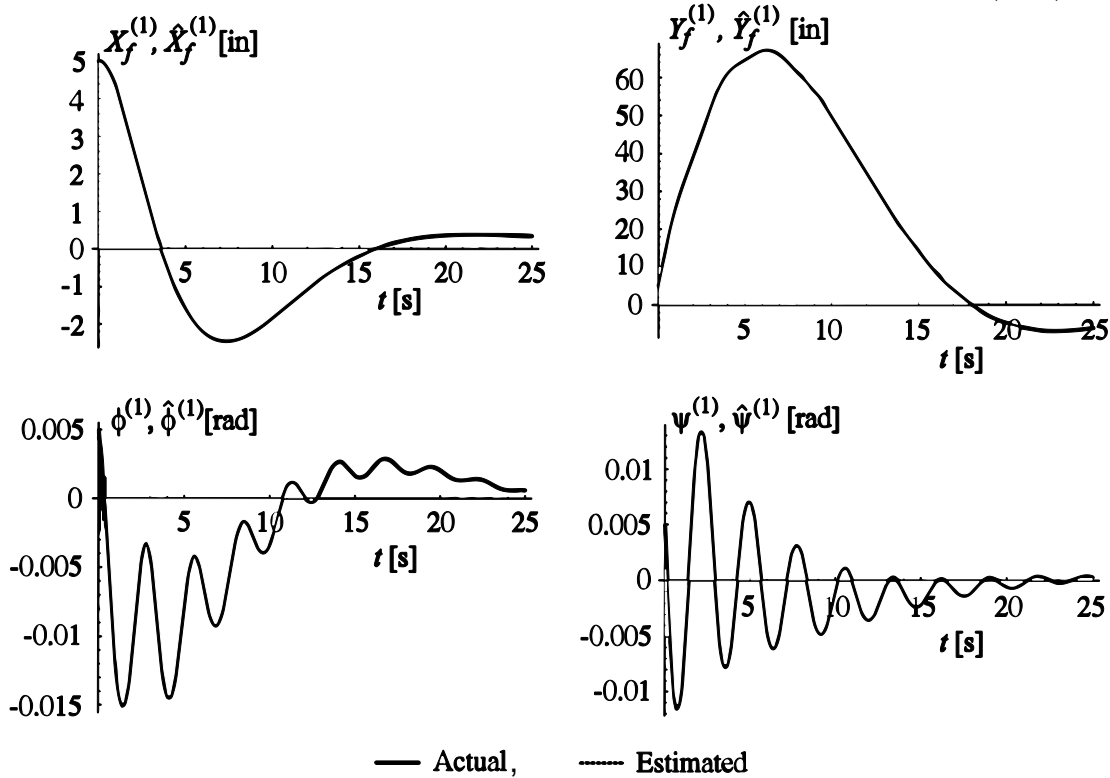 X_f^(1), X̂_f^(1) [in]
5
4
3
2
1
0
-1
-2
5 10 15 20 25
t [s]
Y_f^(1), Ŷ_f^(1) [in]
60
50
40
30
20
10
0
5 10 15 20 25
t [s]
ϕ^(1), ϕ̂^(1) [rad]
0.005
0
-0.005
-0.01
-0.015
5 10 15 20 25
t [s]
ψ^(1), ψ̂^(1) [rad]
0.01
0.005
0
-0.005
-0.01
5 10 15 20 25
t [s]
Actual, Estimated